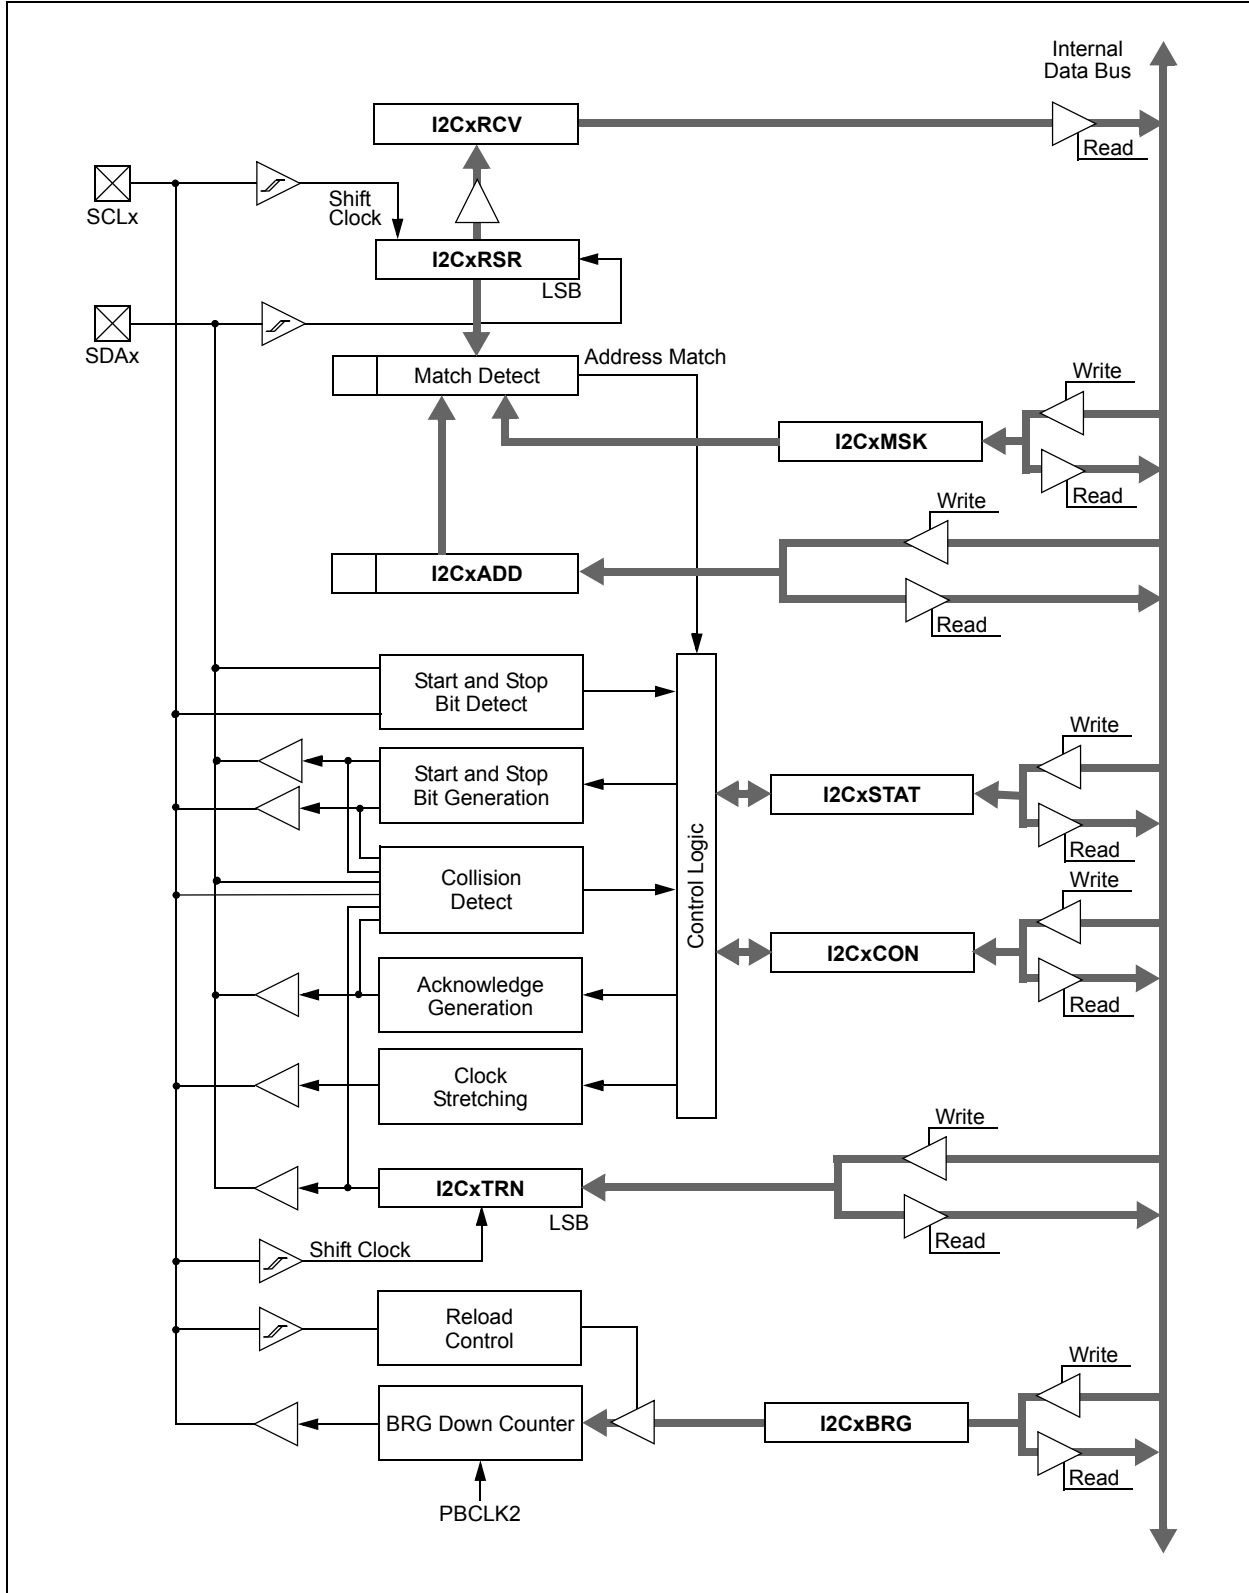 Internal
Data Bus
I2CxRCV
Read
SCLx
Shift
Clock
I2CxRSR
LSB
SDAx
Address Match
Match Detect
Write
I2CxMSK
Read
Write
I2CxADD
Read
Start and Stop
Bit Detect
Write
Start and Stop
Bit Generation
I2CxSTAT
Read
Control Logic
Collision
Detect
Write
I2CxCON
Read
Acknowledge
Generation
Clock
Stretching
Write
I2CxTRN
LSB
Read
Shift Clock
Reload
Control
Write
BRG Down Counter
I2CxBRG
Read
PBCLK2